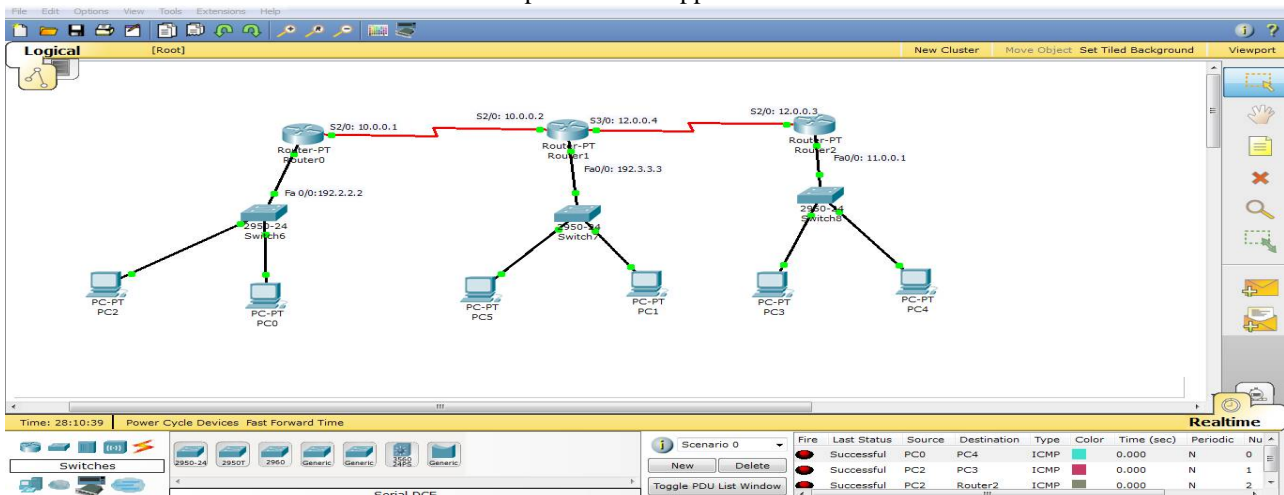 File Edit Options View Tools Extensions Help
Logical [Root] New Cluster Move Object Set Tiled Background Viewport
S2/0: 10.0.0.1
S2/0: 10.0.0.2
S3/0: 12.0.0.4
S2/0: 12.0.0.3
Router-PT
Router0
Router-PT
Router1
Router-PT
Router2
Fa 0/0:192.2.2.2
Fa0/0: 192.3.3.3
Fa0/0: 11.0.0.1
2950-24
Switch6
2950-24
Switch7
2950-24
Switch8
PC-PT
PC2
PC-PT
PC0
PC-PT
PC5
PC-PT
PC1
PC-PT
PC3
PC-PT
PC4
Time: 28:10:39 Power Cycle Devices Fast Forward Time Realtime
Switches
2950-24 2950T 2960 Generic Generic 3560 24PS Generic
Scenario 0
New Delete
Toggle PDU List Window
Fire Last Status Source Destination Type Color Time (sec) Periodic Nu
Successful PC0 PC4 ICMP 0.000 N 0
Successful PC2 PC3 ICMP 0.000 N 1
Successful PC2 Router2 ICMP 0.000 N 2